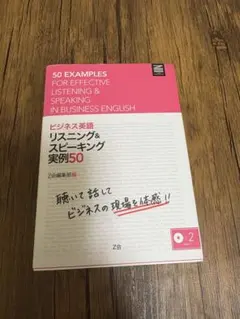 50 EXAMPLES
FOR EFFECTIVE
LISTENING &
SPEAKING
IN BUSINESS ENGLISH
ビジネス英語
リスニング&
スピーキング
実例50
Z会編集部 編
聴いて話して
ビジネスの現場を体感!!
Z会
2